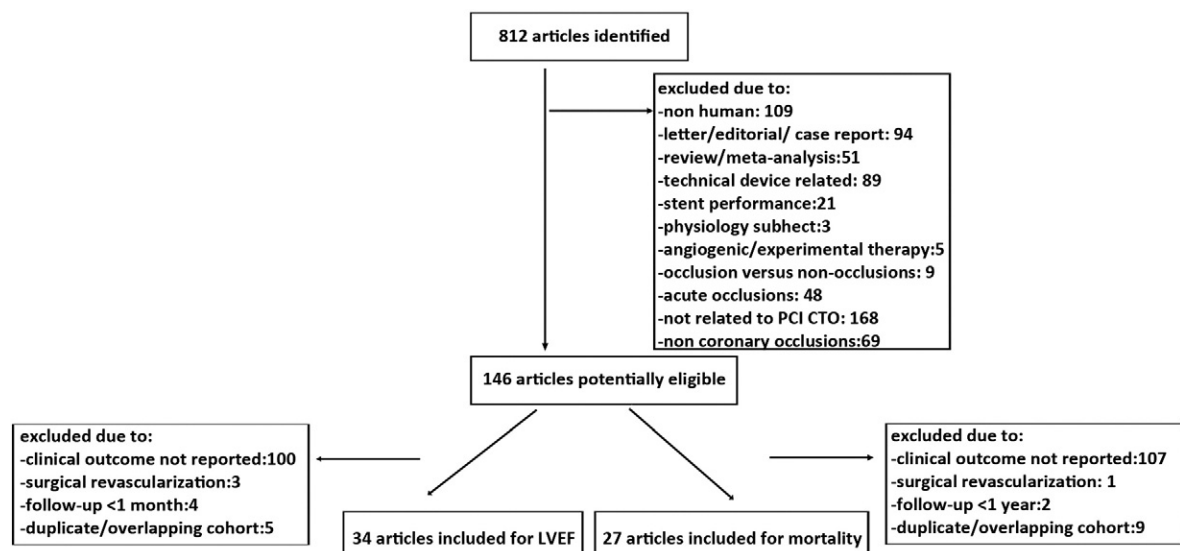 812 articles identified
excluded due to:
-non human: 109
-letter/editorial/ case report: 94
-review/meta-analysis:51
-technical device related: 89
-stent performance:21
-physiology subhect:3
-angiogenic/experimental therapy:5
-occlusion versus non-occlusions: 9
-acute occlusions: 48
-not related to PCI CTO: 168
-non coronary occlusions:69
146 articles potentially eligible
excluded due to:
-clinical outcome not reported:100
-surgical revascularization:3
-follow-up <1 month:4
-duplicate/overlapping cohort:5
excluded due to:
-clinical outcome not reported:107
-surgical revascularization: 1
-follow-up <1 year:2
-duplicate/overlapping cohort:9
34 articles included for LVEF
27 articles included for mortality